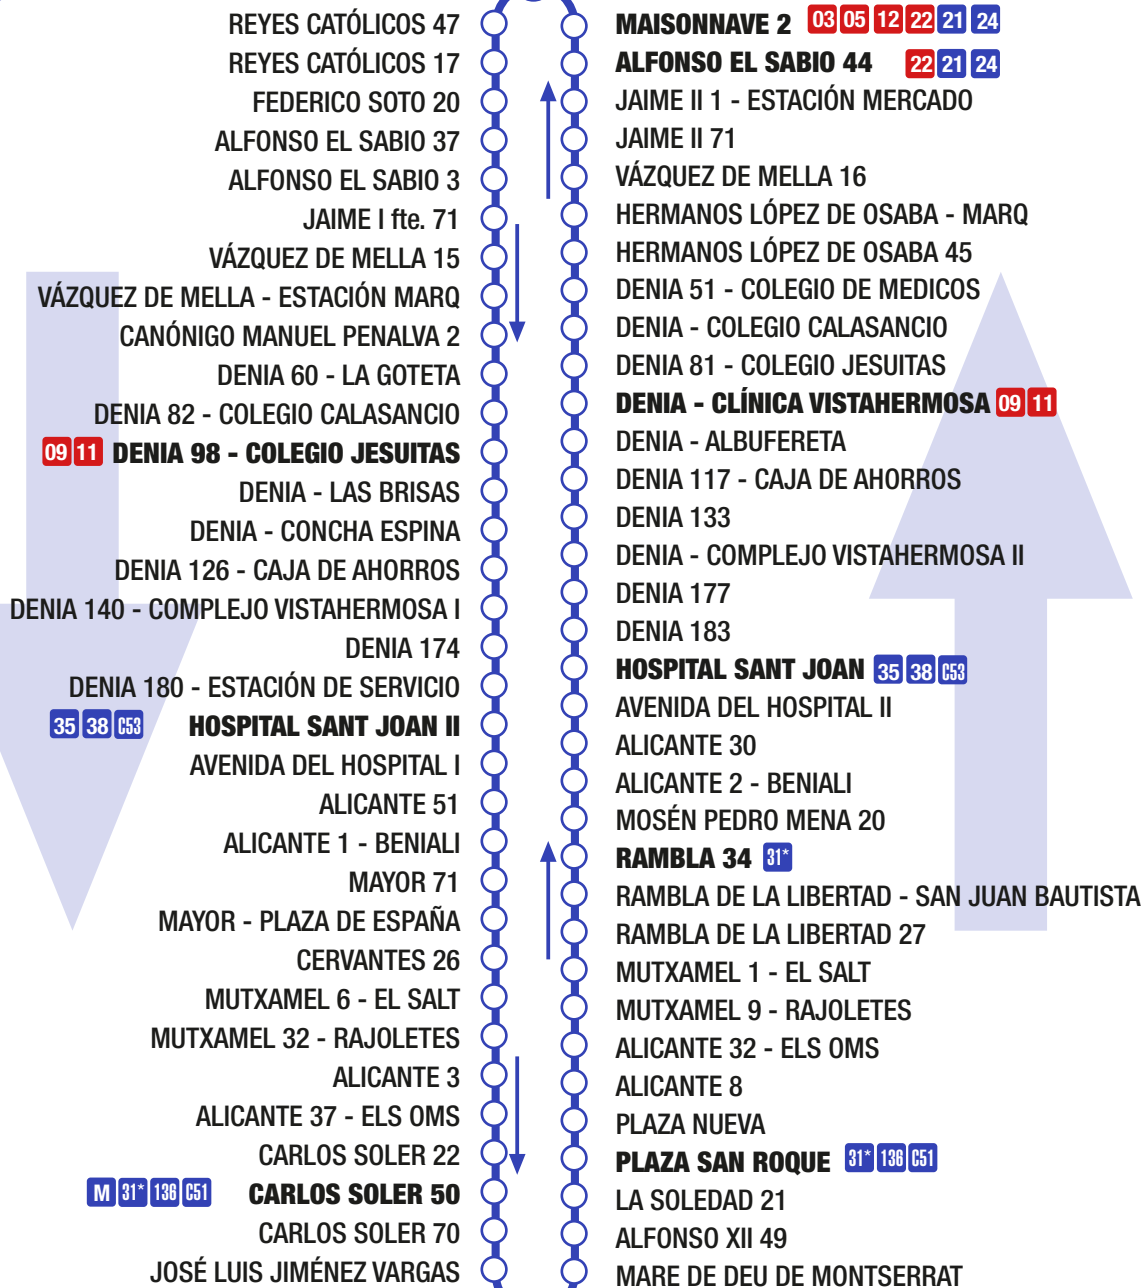 REYES CATÓLICOS 47
REYES CATÓLICOS 17
FEDERICO SOTO 20
ALFONSO EL SABIO 37
ALFONSO EL SABIO 3
JAIME I fte. 71
VÁZQUEZ DE MELLA 15
VÁZQUEZ DE MELLA - ESTACIÓN MARQ
CANÓNIGO MANUEL PENALVA 2
DENIA 60 - LA GOTETA
DENIA 82 - COLEGIO CALASANCIO
09 11 DENIA 98 - COLEGIO JESUITAS
DENIA - LAS BRISAS
DENIA - CONCHA ESPINA
DENIA 126 - CAJA DE AHORROS
DENIA 140 - COMPLEJO VISTAHERMOSA I
DENIA 174
DENIA 180 - ESTACIÓN DE SERVICIO
35 38 C53 HOSPITAL SANT JOAN II
AVENIDA DEL HOSPITAL I
ALICANTE 51
ALICANTE 1 - BENIALI
MAYOR 71
MAYOR - PLAZA DE ESPAÑA
CERVANTES 26
MUTXAMEL 6 - EL SALT
MUTXAMEL 32 - RAJOLETES
ALICANTE 3
ALICANTE 37 - ELS OMS
CARLOS SOLER 22
M 31* 136 C51 CARLOS SOLER 50
CARLOS SOLER 70
JOSÉ LUIS JIMÉNEZ VARGAS
MAISONNAVE 2 03 05 12 22 21 24
ALFONSO EL SABIO 44 22 21 24
JAIME II 1 - ESTACIÓN MERCADO
JAIME II 71
VÁZQUEZ DE MELLA 16
HERMANOS LÓPEZ DE OSABA - MARQ
HERMANOS LÓPEZ DE OSABA 45
DENIA 51 - COLEGIO DE MEDICOS
DENIA - COLEGIO CALASANCIO
DENIA 81 - COLEGIO JESUITAS
DENIA - CLÍNICA VISTAHERMOSA 09 11
DENIA - ALBUFERETA
DENIA 117 - CAJA DE AHORROS
DENIA 133
DENIA - COMPLEJO VISTAHERMOSA II
DENIA 177
DENIA 183
HOSPITAL SANT JOAN 35 38 C53
AVENIDA DEL HOSPITAL II
ALICANTE 30
ALICANTE 2 - BENIALI
MOSÉN PEDRO MENA 20
RAMBLA 34 31*
RAMBLA DE LA LIBERTAD - SAN JUAN BAUTISTA
RAMBLA DE LA LIBERTAD 27
MUTXAMEL 1 - EL SALT
MUTXAMEL 9 - RAJOLETES
ALICANTE 32 - ELS OMS
ALICANTE 8
PLAZA NUEVA
PLAZA SAN ROQUE 31* 136 C51
LA SOLEDAD 21
ALFONSO XII 49
MARE DE DEU DE MONTSERRAT